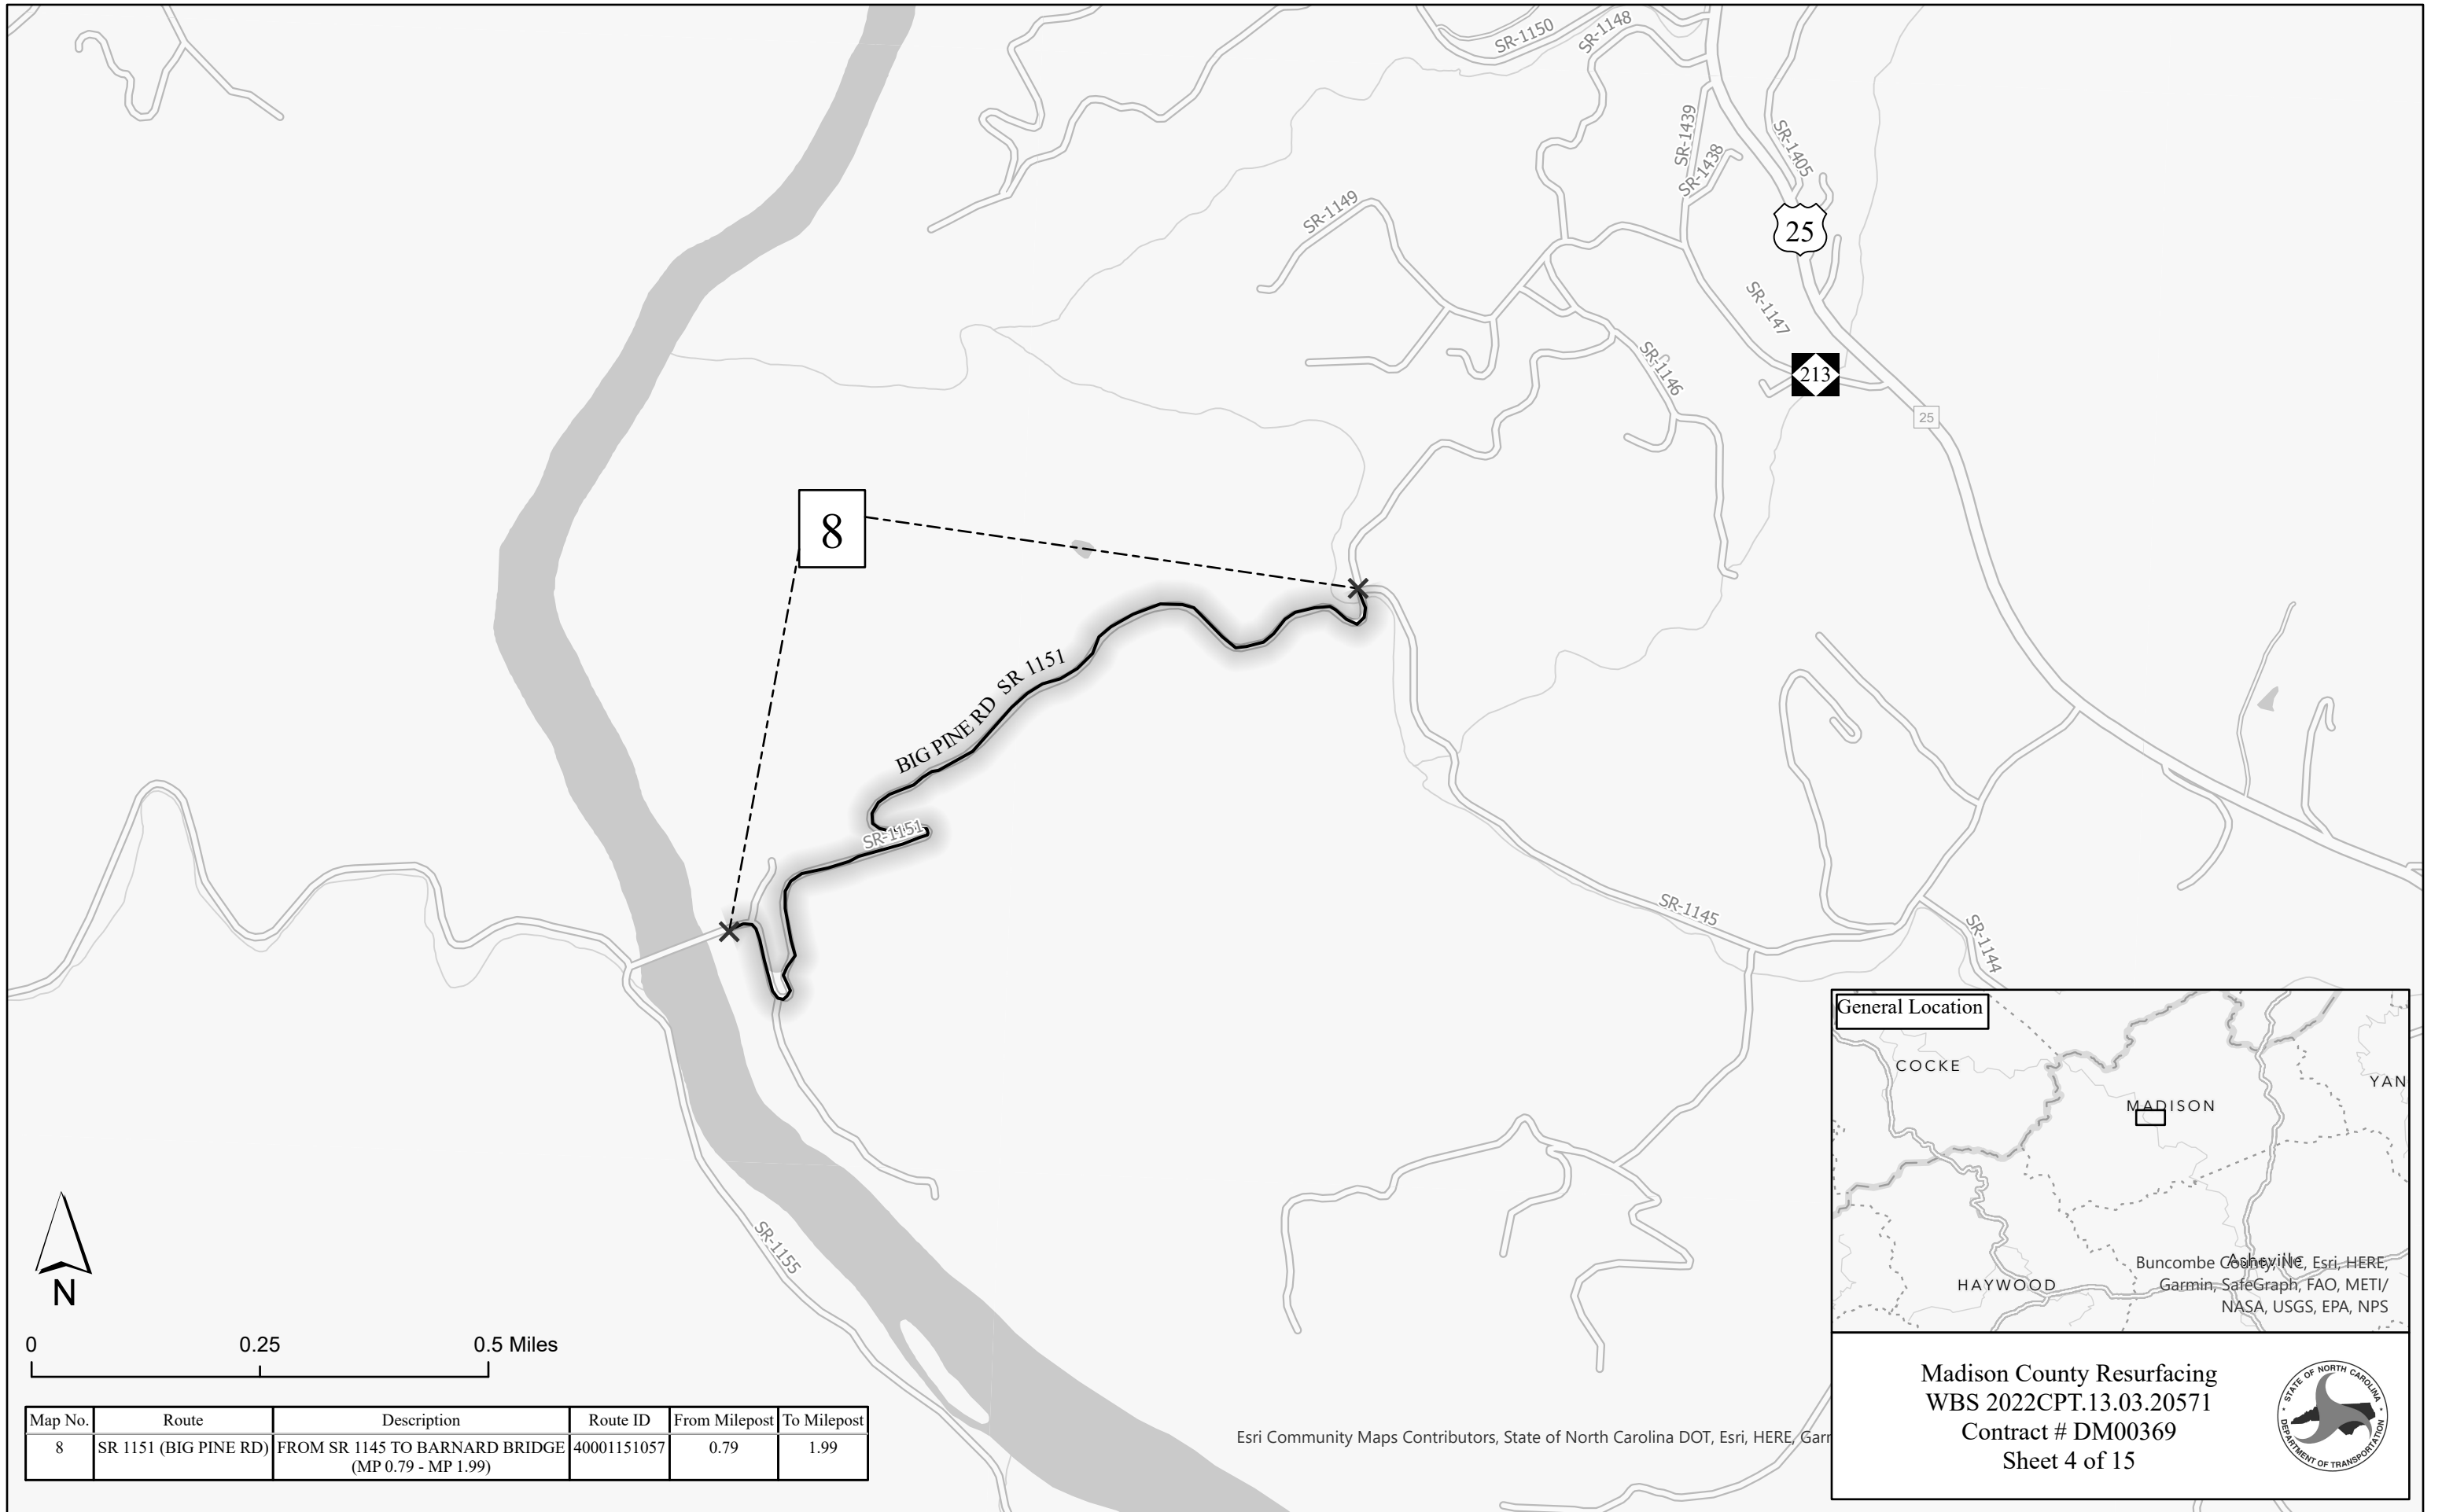 SR-1150
SR-1148
SR-1439
SR-1438
SR-1405
SR-1149
25
SR-1147
SR-1146
213
25
8
BIG PINE RD SR 1151
SR-1151
SR-1145
SR-1144
SR-1155
N
0 0.25 0.5 Miles
Map No. Route Description Route ID From Milepost To Milepost
8 SR 1151 (BIG PINE RD) FROM SR 1145 TO BARNARD BRIDGE 40001151057 0.79 1.99
(MP 0.79 - MP 1.99)
Esri Community Maps Contributors, State of North Carolina DOT, Esri, HERE, Garm
General Location
COCKE
YAN
MADISON
HAYWOOD
Asheville
Buncombe County, NC, Esri, HERE,
Garmin, SafeGraph, FAO, METI/
NASA, USGS, EPA, NPS
Madison County Resurfacing
WBS 2022CPT.13.03.20571
Contract # DM00369
Sheet 4 of 15
STATE OF NORTH CAROLINA
DEPARTMENT OF TRANSPORTATION